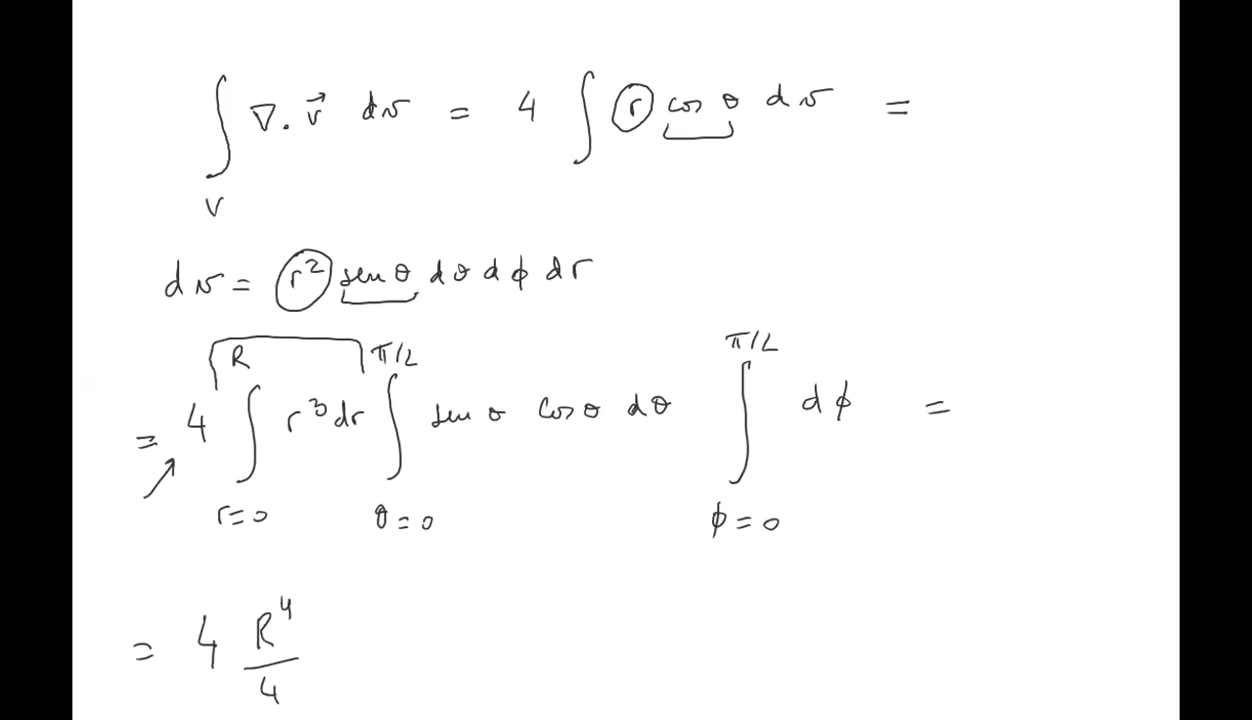 ∫_V ∇·v⃗ dv = 4 ∫ r cos θ dv =
dv = r² sen θ dθ dϕ dr
= 4 ∫_{r=0}^{R} r³ dr ∫_{θ=0}^{π/2} sen θ cos θ dθ ∫_{ϕ=0}^{π/2} dϕ =
= 4 R⁴/4